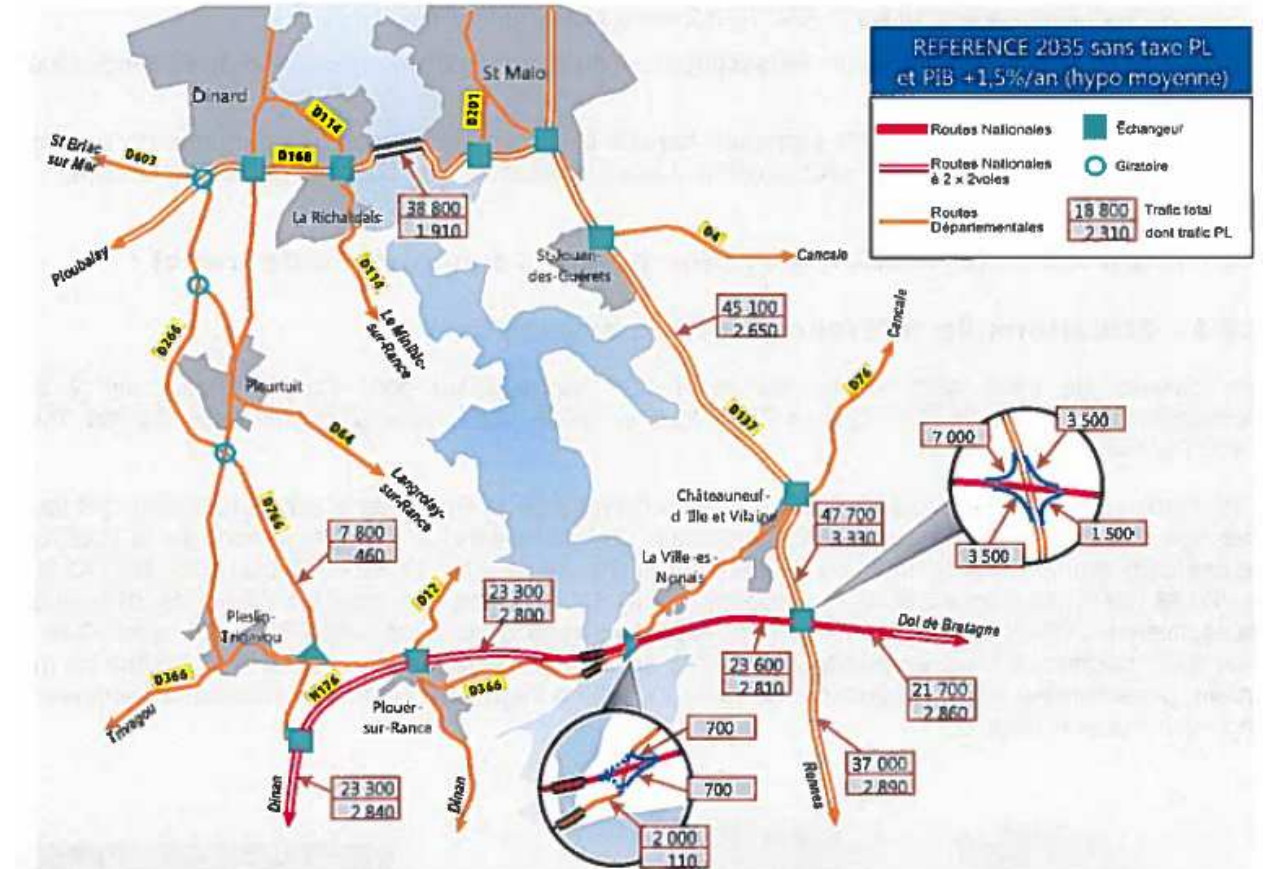 REFERENCE 2035 sans taxe PL
et PIB +1,5%/an (hypo moyenne)
Routes Nationales
Échangeur
Routes Nationales
à 2 x 2voies
Giratoire
Routes
Départementales
18 800
2 310
Trafic total
dont trafic PL
St Malo
Dinard
D201
D114
St Briac
sur Mer
D603
D168
La Richardais
38 800
1 910
Ploubalay
D4
Cancale
St-Jouan-
des-Guérets
D114
Le Minihic-
sur-Rance
45 100
2 650
Cancale
D266
D76
Pleurtuit
D137
D64
Langrolay-
sur-Rance
7 000
3 500
3 500
1 500
Châteauneuf-
d'Ille et Vilaine
47 700
3 330
D766
7 800
460
La Ville-es-
Nonais
D12
23 300
2 800
Pleslin-
Trigavou
Dol de Bretagne
D366
Trivagou
N176
D366
23 600
2 810
21 700
2 860
Plouër-
sur-Rance
700
700
2 000
110
Dinan
23 300
2 840
Dinan
Rennes
37 000
2 890